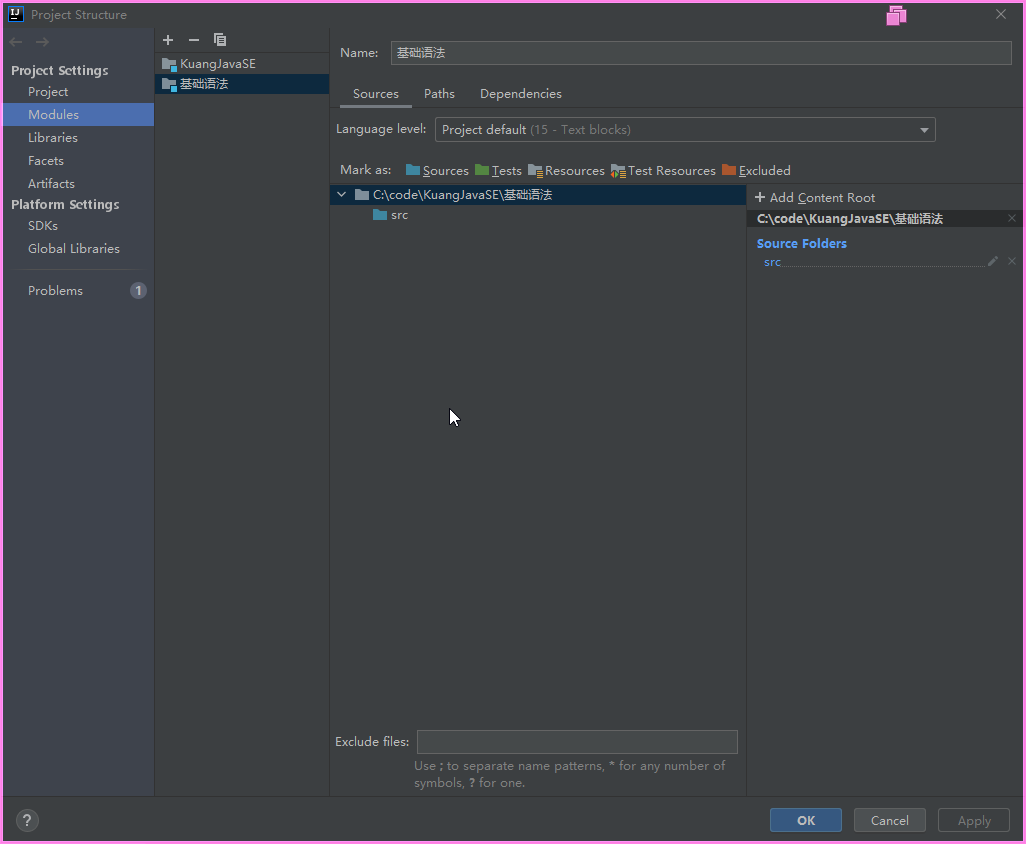 Project Structure
Project Settings
Project
Modules
Libraries
Facets
Artifacts
Platform Settings
SDKs
Global Libraries
Problems 1
KuangJavaSE
基础语法
Name: 基础语法
Sources Paths Dependencies
Language level: Project default (15 - Text blocks)
Mark as: Sources Tests Resources Test Resources Excluded
C:\code\KuangJavaSE\基础语法
src
+ Add Content Root
C:\code\KuangJavaSE\基础语法
Source Folders
src
Exclude files:
Use ; to separate name patterns, * for any number of
symbols, ? for one.
? OK Cancel Apply